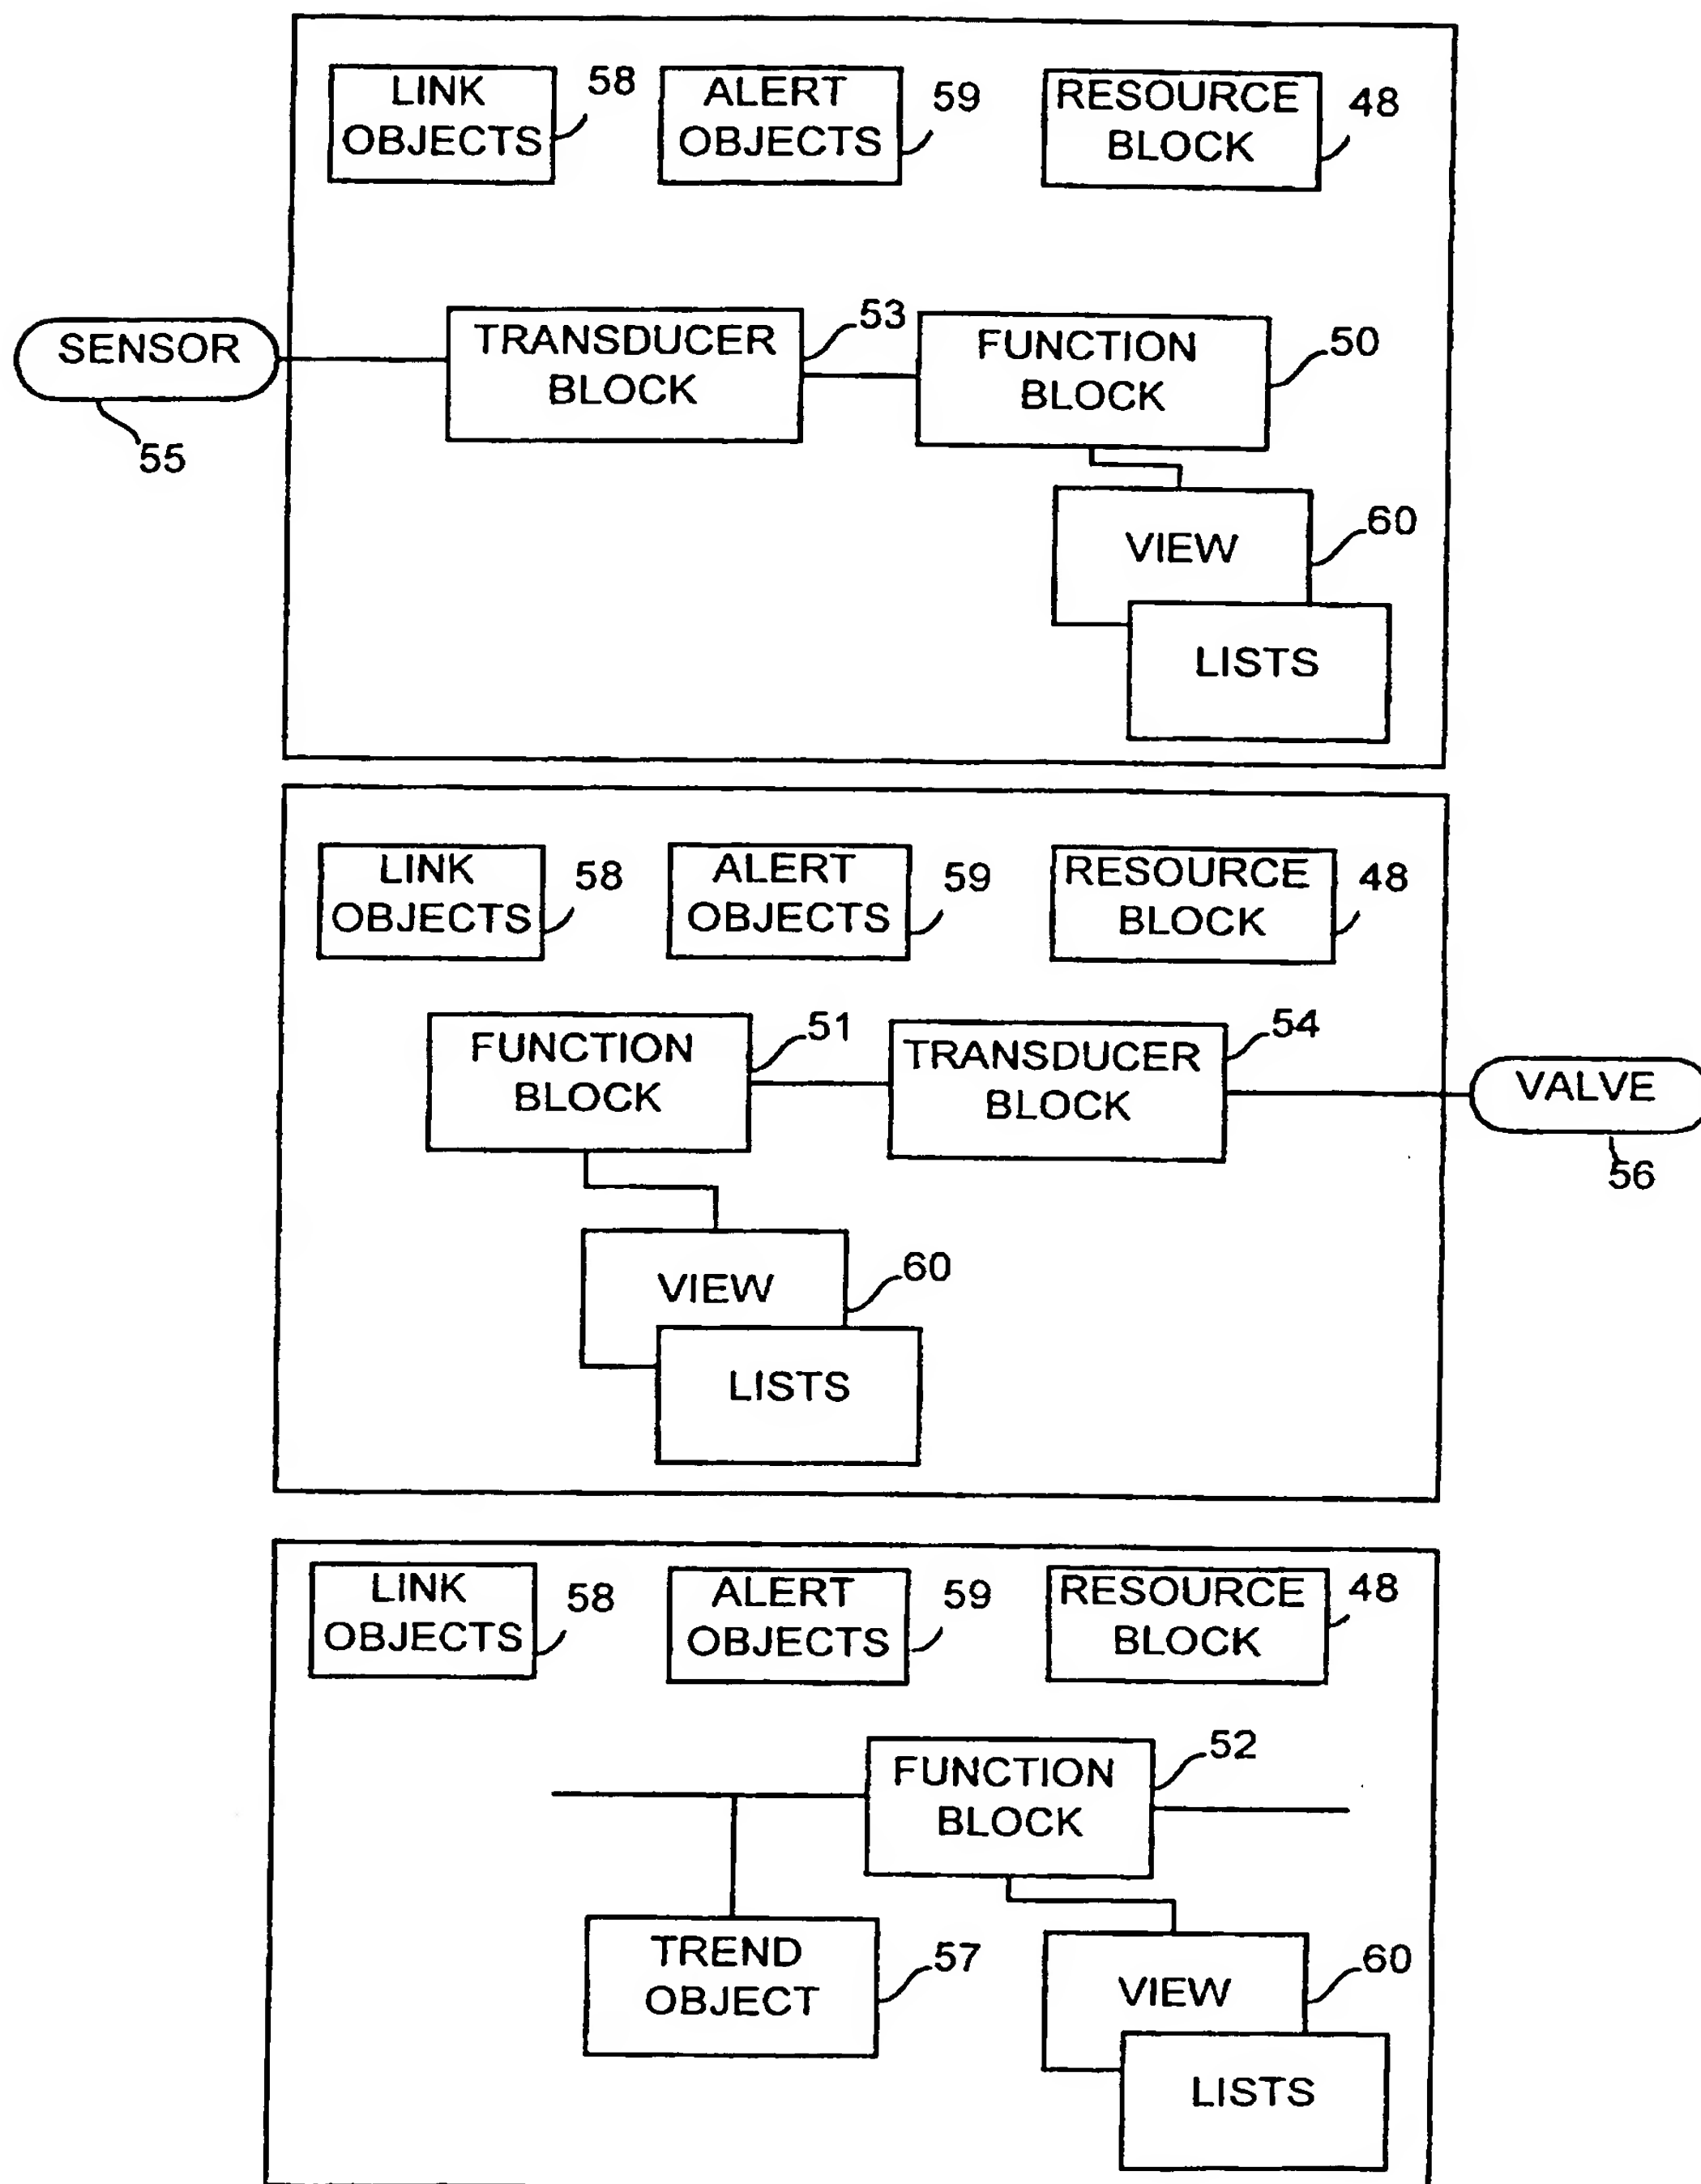 LINK
OBJECTS
58
ALERT
OBJECTS
59
RESOURCE
BLOCK
48
SENSOR
55
TRANSDUCER
BLOCK
53
FUNCTION
BLOCK
50
VIEW
60
LISTS
LINK
OBJECTS
58
ALERT
OBJECTS
59
RESOURCE
BLOCK
48
FUNCTION
BLOCK
51
TRANSDUCER
BLOCK
54
VALVE
56
VIEW
60
LISTS
LINK
OBJECTS
58
ALERT
OBJECTS
59
RESOURCE
BLOCK
48
FUNCTION
BLOCK
52
TREND
OBJECT
57
VIEW
60
LISTS